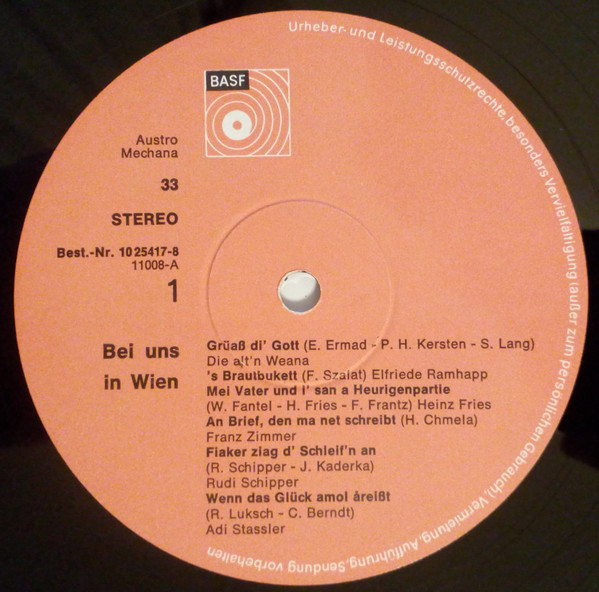 Urheber- und Leistungsschutzrechte, besonders Vervielfältigung (außer zum persönlichen Gebrauch), Vermietung, Aufführung, Sendung vorbehalten
BASF
Austro
Mechana
33
STEREO
Best.-Nr. 10 25417-8
11008-A
1
Bei uns
in Wien
Grüaß di' Gott (E. Ermad - P. H. Kersten - S. Lang)
Die a!t'n Weana
's Brautbukett (F. Szalat) Elfriede Ramhapp
Mei Vater und i' san a Heurigenpartie
(W. Fantel - H. Fries - F. Frantz) Heinz Fries
An Brief, den ma net schreibt (H. Chmela)
Franz Zimmer
Fiaker ziag d' Schleif'n an
(R. Schipper - J. Kaderka)
Rudi Schipper
Wenn das Glück amol åreißt
(R. Luksch - C. Berndt)
Adi Stassler